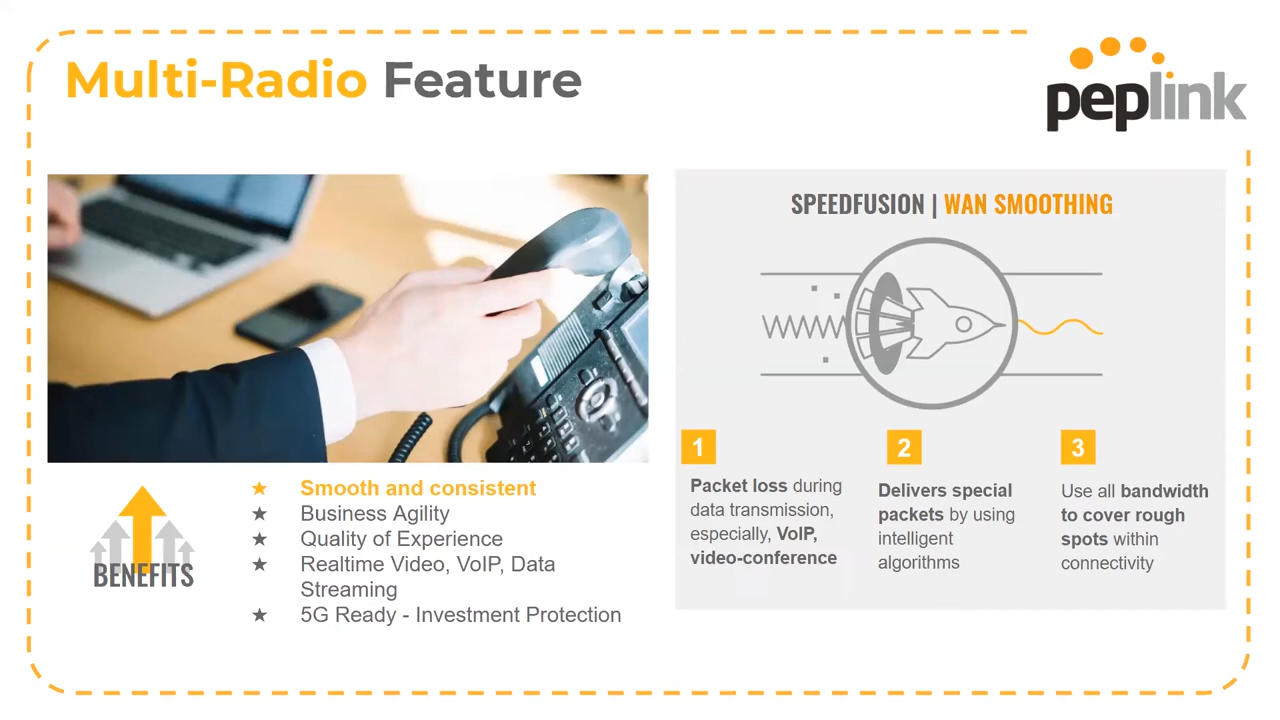 Multi-Radio Feature
peplink
SPEEDFUSION | WAN SMOOTHING
1
Packet loss during
data transmission,
especially, VoIP,
video-conference
2
Delivers special
packets by using
intelligent
algorithms
3
Use all bandwidth
to cover rough
spots within
connectivity
BENEFITS
★ Smooth and consistent
★ Business Agility
★ Quality of Experience
★ Realtime Video, VoIP, Data
Streaming
★ 5G Ready - Investment Protection